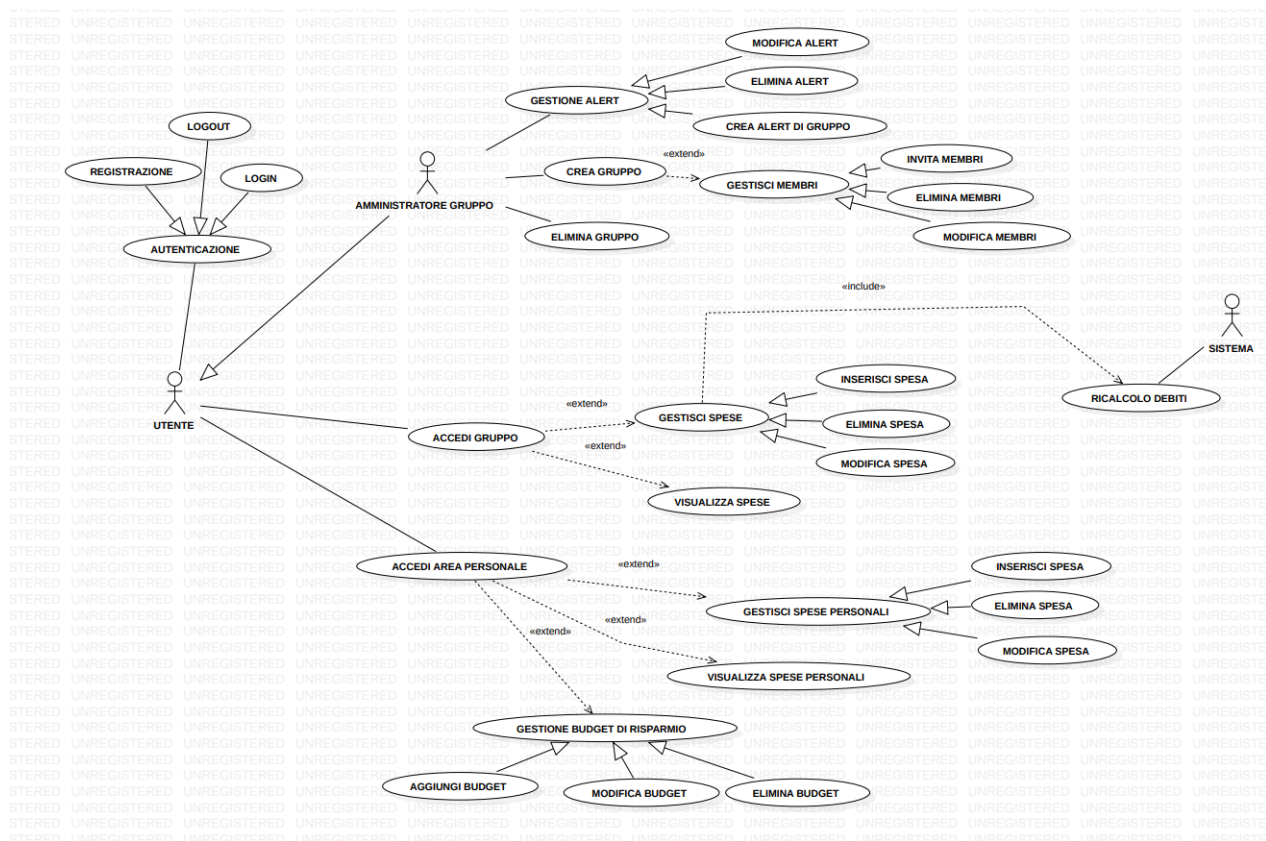 MODIFICA ALERT
ELIMINA ALERT
GESTIONE ALERT
CREA ALERT DI GRUPPO
LOGOUT
REGISTRAZIONE
LOGIN
AUTENTICAZIONE
AMMINISTRATORE GRUPPO
CREA GRUPPO
«extend»
GESTISCI MEMBRI
INVITA MEMBRI
ELIMINA MEMBRI
MODIFICA MEMBRI
ELIMINA GRUPPO
«include»
SISTEMA
RICALCOLO DEBITI
UTENTE
ACCEDI GRUPPO
«extend»
GESTISCI SPESE
INSERISCI SPESA
ELIMINA SPESA
MODIFICA SPESA
«extend»
VISUALIZZA SPESE
ACCEDI AREA PERSONALE
«extend»
GESTISCI SPESE PERSONALI
INSERISCI SPESA
ELIMINA SPESA
MODIFICA SPESA
«extend»
VISUALIZZA SPESE PERSONALI
«extend»
GESTIONE BUDGET DI RISPARMIO
AGGIUNGI BUDGET
MODIFICA BUDGET
ELIMINA BUDGET
UNREGISTERED